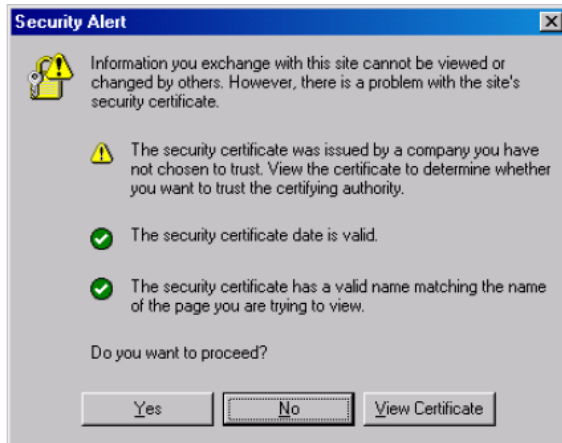 Security Alert
Information you exchange with this site cannot be viewed or
changed by others. However, there is a problem with the site's
security certificate.
The security certificate was issued by a company you have
not chosen to trust. View the certificate to determine whether
you want to trust the certifying authority.
The security certificate date is valid.
The security certificate has a valid name matching the name
of the page you are trying to view.
Do you want to proceed?
Yes No View Certificate